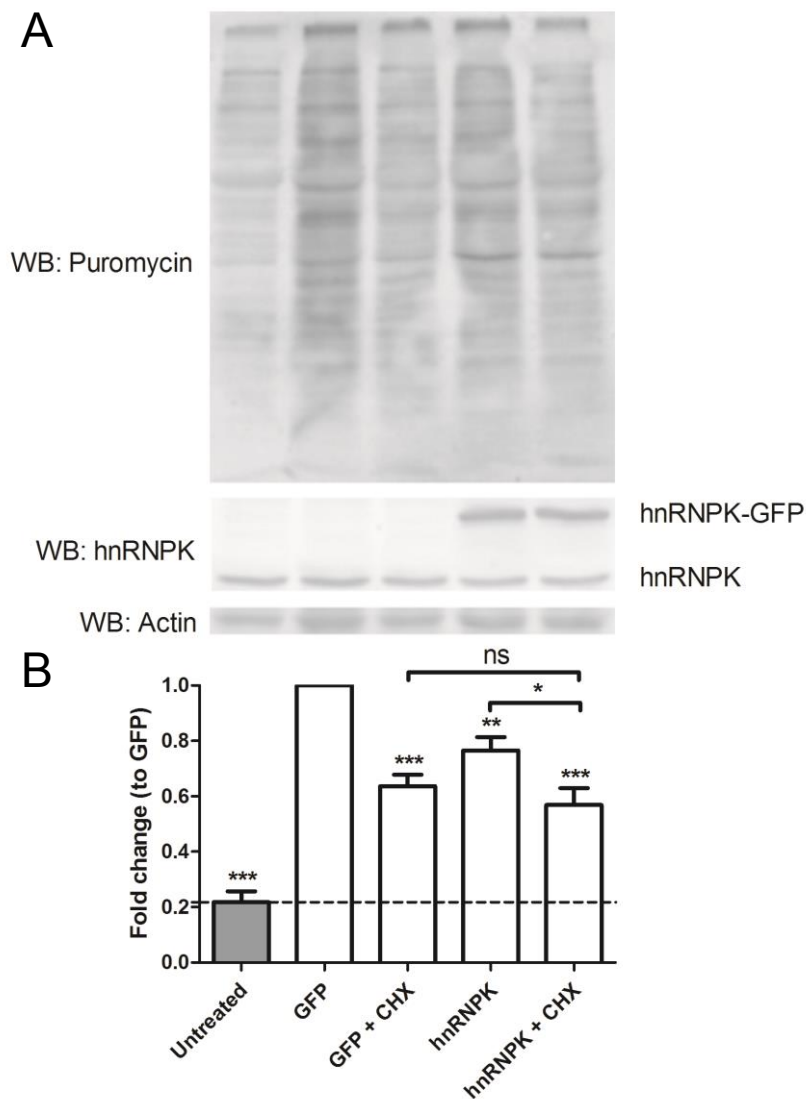 A
WB: Puromycin
WB: hnRNPK
hnRNPK-GFP
hnRNPK
WB: Actin
B
ns
*
**
***
***
***
Fold change (to GFP)
1.0
0.8
0.6
0.4
0.2
0.0
Untreated
GFP
GFP + CHX
hnRNPK
hnRNPK + CHX